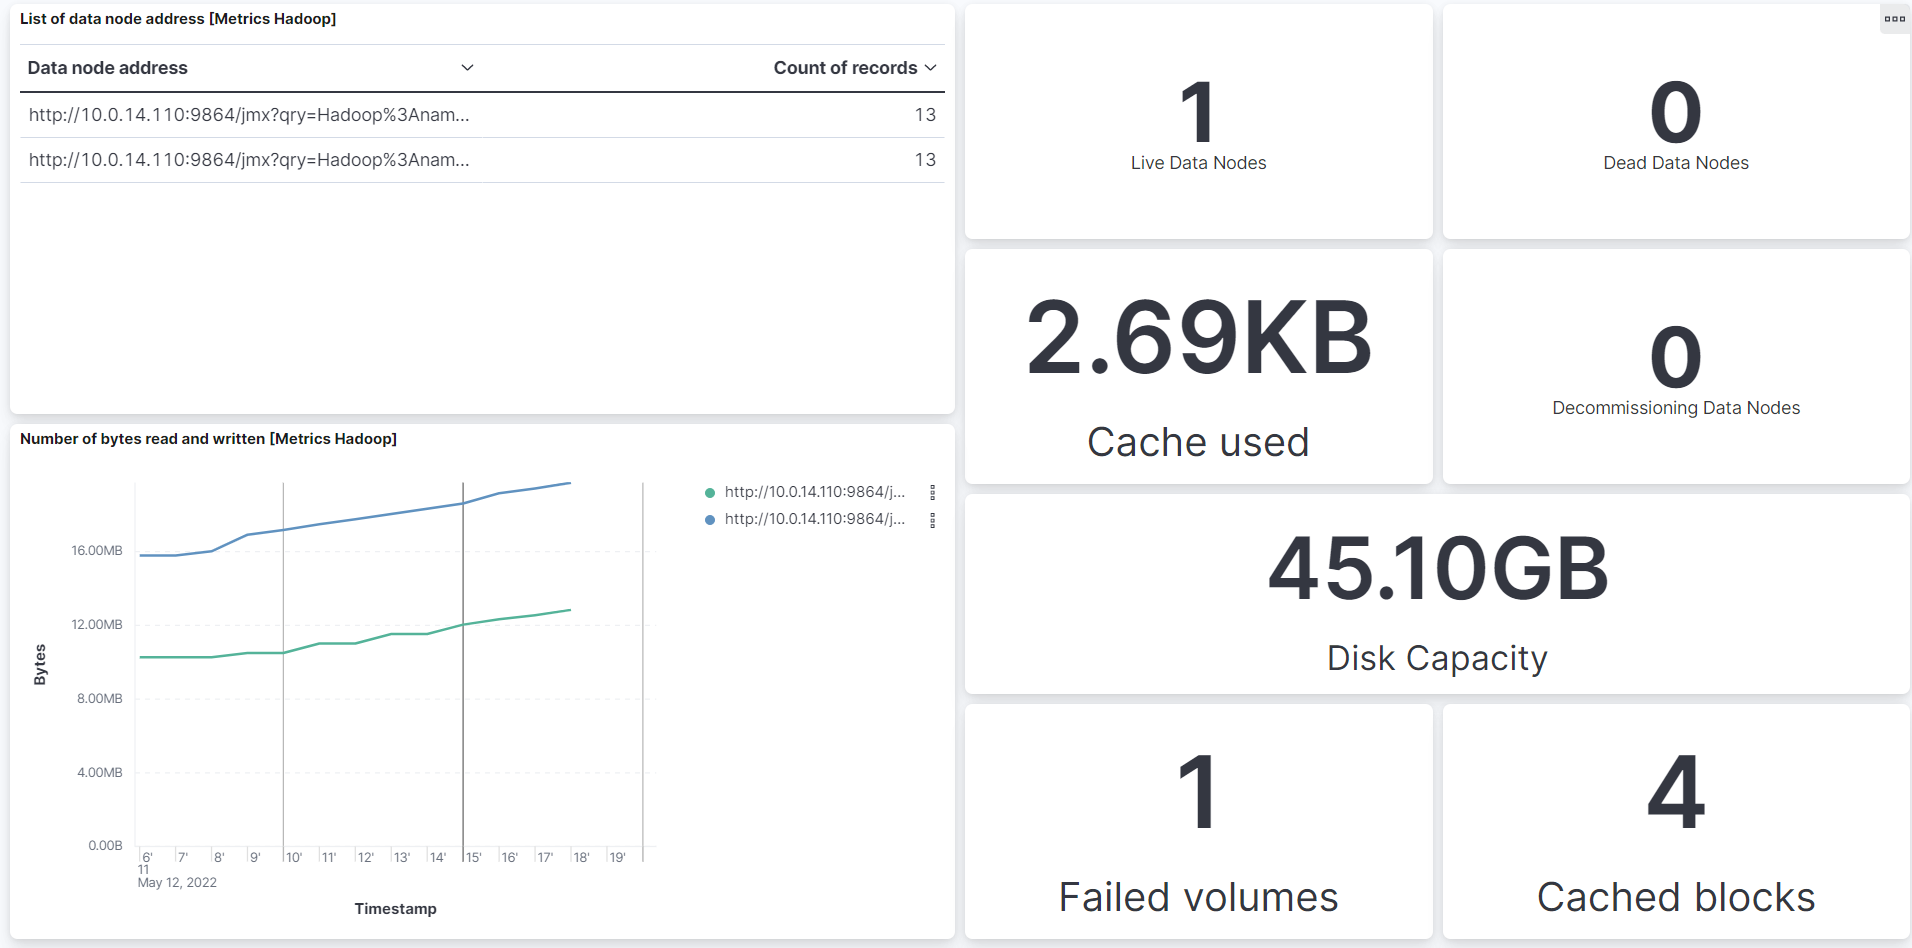 List of data node address [Metrics Hadoop]
Data node address Count of records
http://10.0.14.110:9864/jmx?qry=Hadoop%3Anam... 13
http://10.0.14.110:9864/jmx?qry=Hadoop%3Anam... 13
Number of bytes read and written [Metrics Hadoop]
http://10.0.14.110:9864/j...
http://10.0.14.110:9864/j...
16.00MB
12.00MB
8.00MB
4.00MB
0.00B
Bytes
6' 7' 8' 9' 10' 11' 12' 13' 14' 15' 16' 17' 18' 19'
11
May 12, 2022
Timestamp
1
Live Data Nodes
0
Dead Data Nodes
2.69KB
Cache used
0
Decommissioning Data Nodes
45.10GB
Disk Capacity
1
Failed volumes
4
Cached blocks